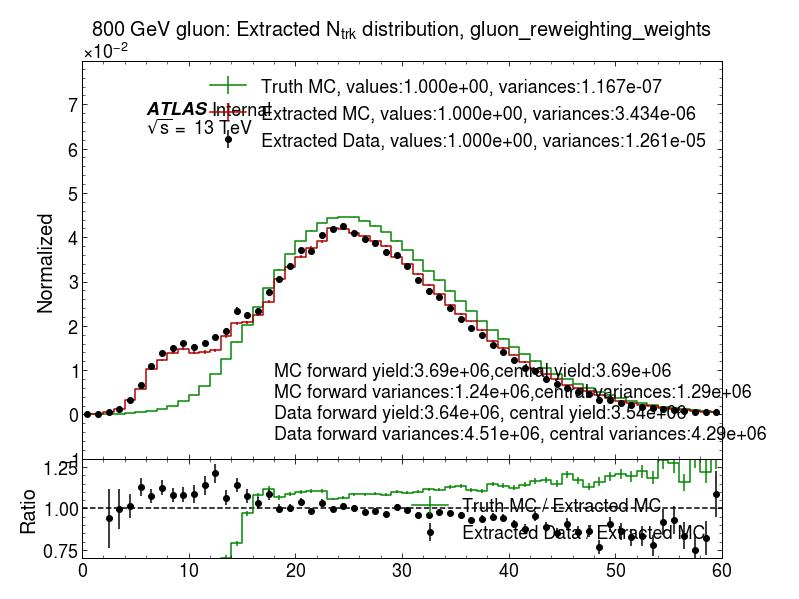 800 GeV gluon: Extracted Ntrk distribution, gluon_reweighting_weights
×10−2
Truth MC, values:1.000e+00, variances:1.167e-07
ATLAS Internal
Extracted MC, values:1.000e+00, variances:3.434e-06
√s = 13 TeV
Extracted Data, values:1.000e+00, variances:1.261e-05
7
6
5
4
3
2
1
0
1
Normalized
MC forward yield:3.69e+06,central yield:3.69e+06
MC forward variances:1.24e+06,central variances:1.29e+06
Data forward yield:3.64e+06, central yield:3.54e+06
Data forward variances:4.51e+06, central variances:4.29e+06
1.25
1.00
0.75
Ratio
Truth MC / Extracted MC
Extracted Data / Extracted MC
0 10 20 30 40 50 60